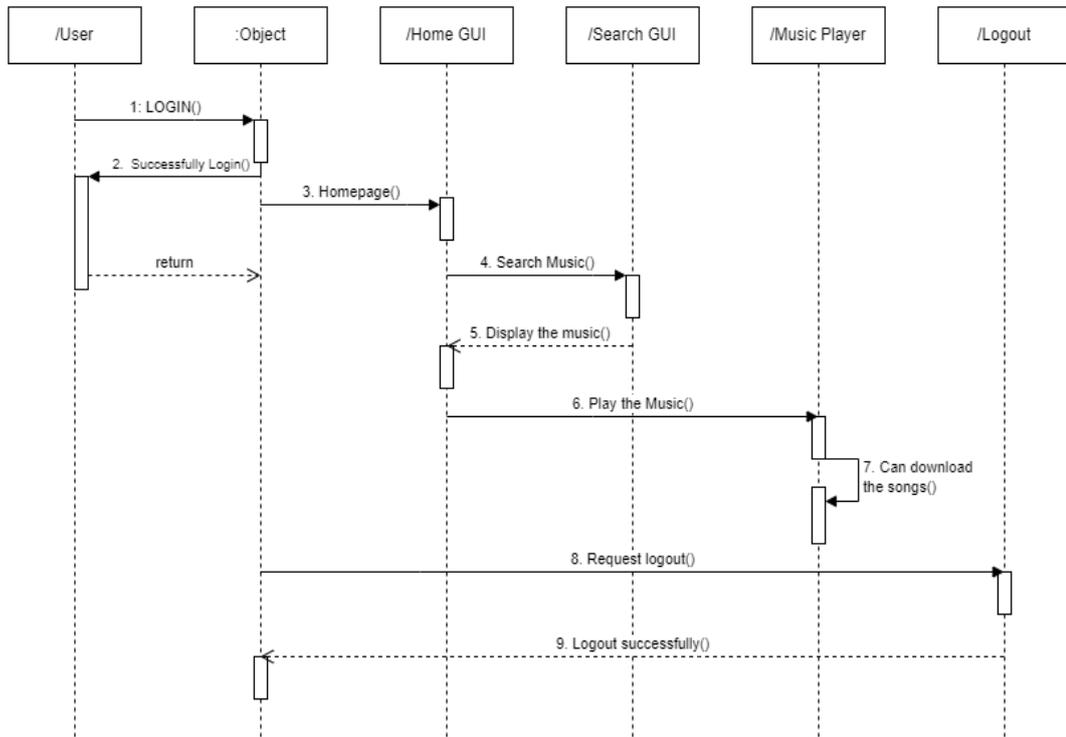 /User
:Object
/Home GUI
/Search GUI
/Music Player
/Logout
1: LOGIN()
2. Successfully Login()
3. Homepage()
return
4. Search Music()
5. Display the music()
6. Play the Music()
7. Can download
the songs()
8. Request logout()
9. Logout successfully()